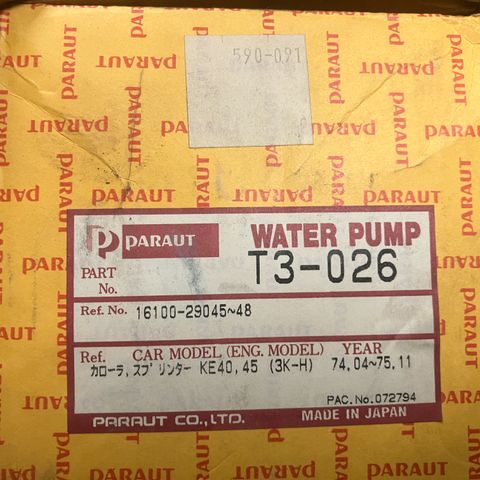 590-091
PARAUT
WATER PUMP
PART No.
T3-026
Ref. No. 16100-29045~48
Ref. CAR MODEL (ENG. MODEL) YEAR
カローラ,スプリンター KE40,45 (3K-H) 74.04~75.11
PAC. No.072794
PARAUT CO.,LTD.
MADE IN JAPAN